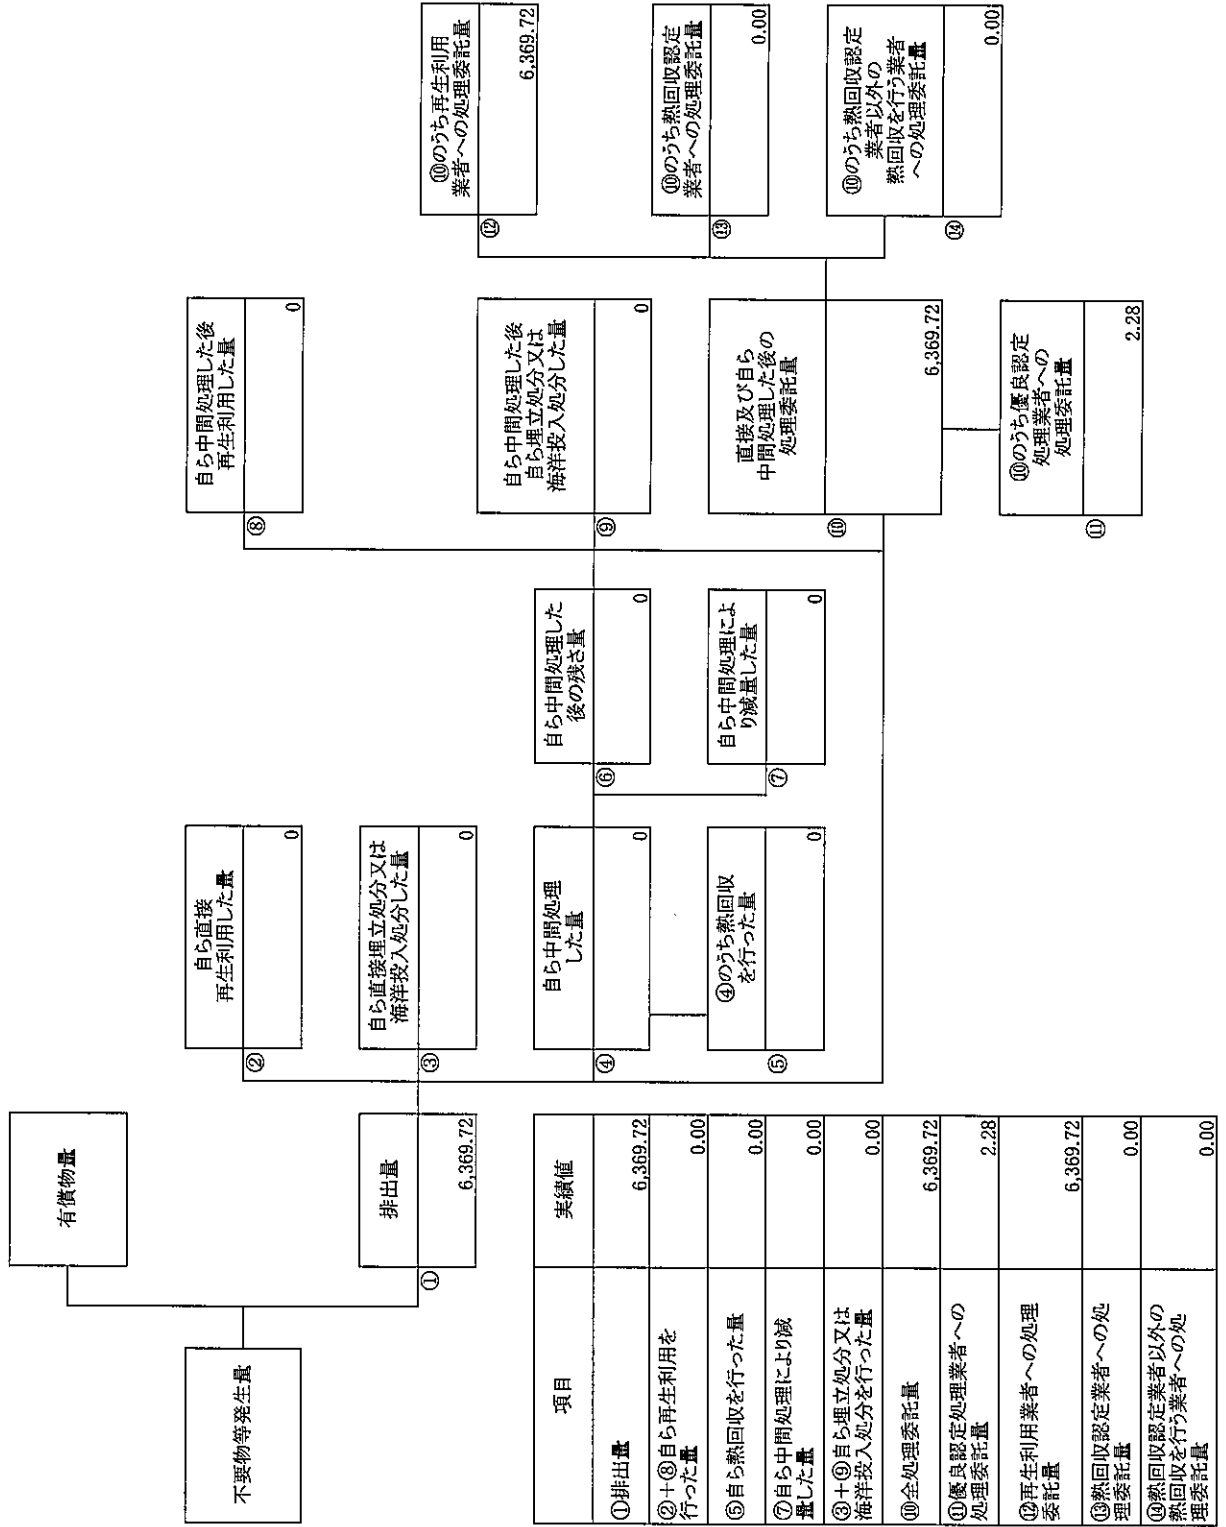 有償物量
不要物等発生量
①
排出量
6,369.72
②
自ら直接
再生利用した量
0
③
自ら直接埋立処分又は
海洋投入処分した量
0
④
自ら中間処理
した量
0
⑤
④のうち熱回収
を行った量
0
⑥
自ら中間処理した
後の残さ量
0
⑦
自ら中間処理によ
り減量した量
0
⑧
自ら中間処理した後
再生利用した量
0
⑨
自ら中間処理した後
自ら埋立処分又は
海洋投入処分した量
0
⑩
直接及び自ら
中間処理した後の
処理委託量
6,369.72
⑪
⑩のうち優良認定
処理業者への
処理委託量
2.28
⑫
⑩のうち再生利用
業者への処理委託量
6,369.72
⑬
⑩のうち熱回収認定
業者への処理委託量
0.00
⑭
⑩のうち熱回収認定
業者以外の
熱回収を行う業者
への処理委託量
0.00
項目
実績値
①排出量
6,369.72
②+⑧自ら再生利用を
行った量
0.00
⑤自ら熱回収を行った量
0.00
⑦自ら中間処理により減
量した量
0.00
③+⑨自ら埋立処分又は
海洋投入処分を行った量
0.00
⑩全処理委託量
6,369.72
⑪優良認定処理業者への
処理委託量
2.28
⑫再生利用業者への処理
委託量
6,369.72
⑬熱回収認定業者への処
理委託量
0.00
⑭熱回収認定業者以外の
熱回収を行う業者への処
理委託量
0.00